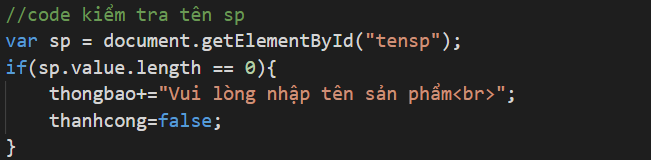 //code kiểm tra tên sp
var sp = document.getElementById("tensp");
if(sp.value.length == 0){
    thongbao+="Vui lòng nhập tên sản phẩm<br>";
    thanhcong=false;
}